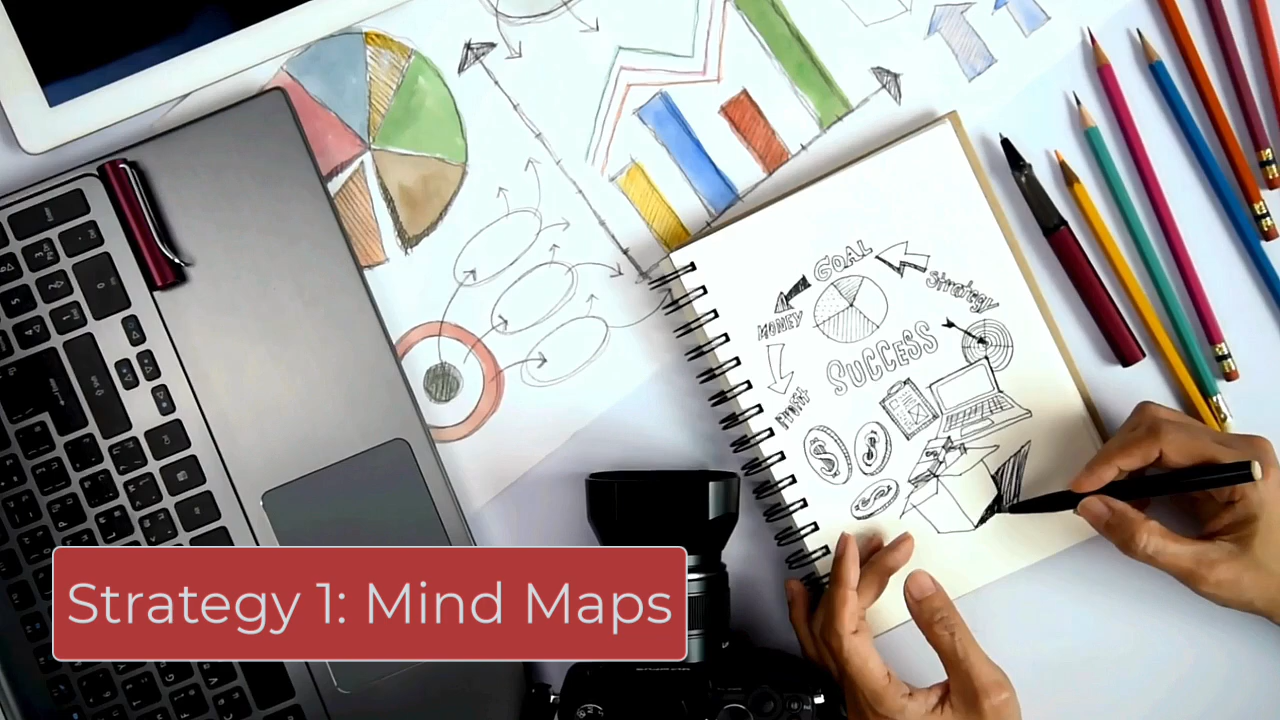 GOAL
Strategy
MONEY
SUCCESS
PROFIT
Strategy 1: Mind Maps